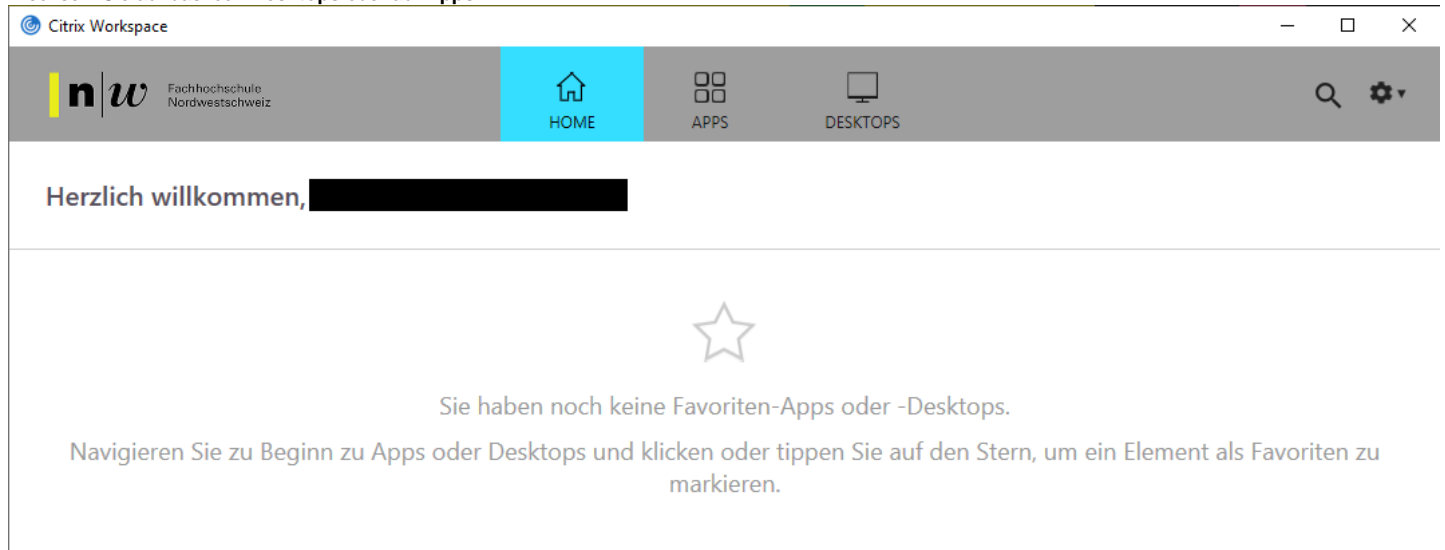 Citrix Workspace
n|w Fachhochschule
Nordwestschweiz
HOME
APPS
DESKTOPS
Herzlich willkommen,
Sie haben noch keine Favoriten-Apps oder -Desktops.
Navigieren Sie zu Beginn zu Apps oder Desktops und klicken oder tippen Sie auf den Stern, um ein Element als Favoriten zu
markieren.